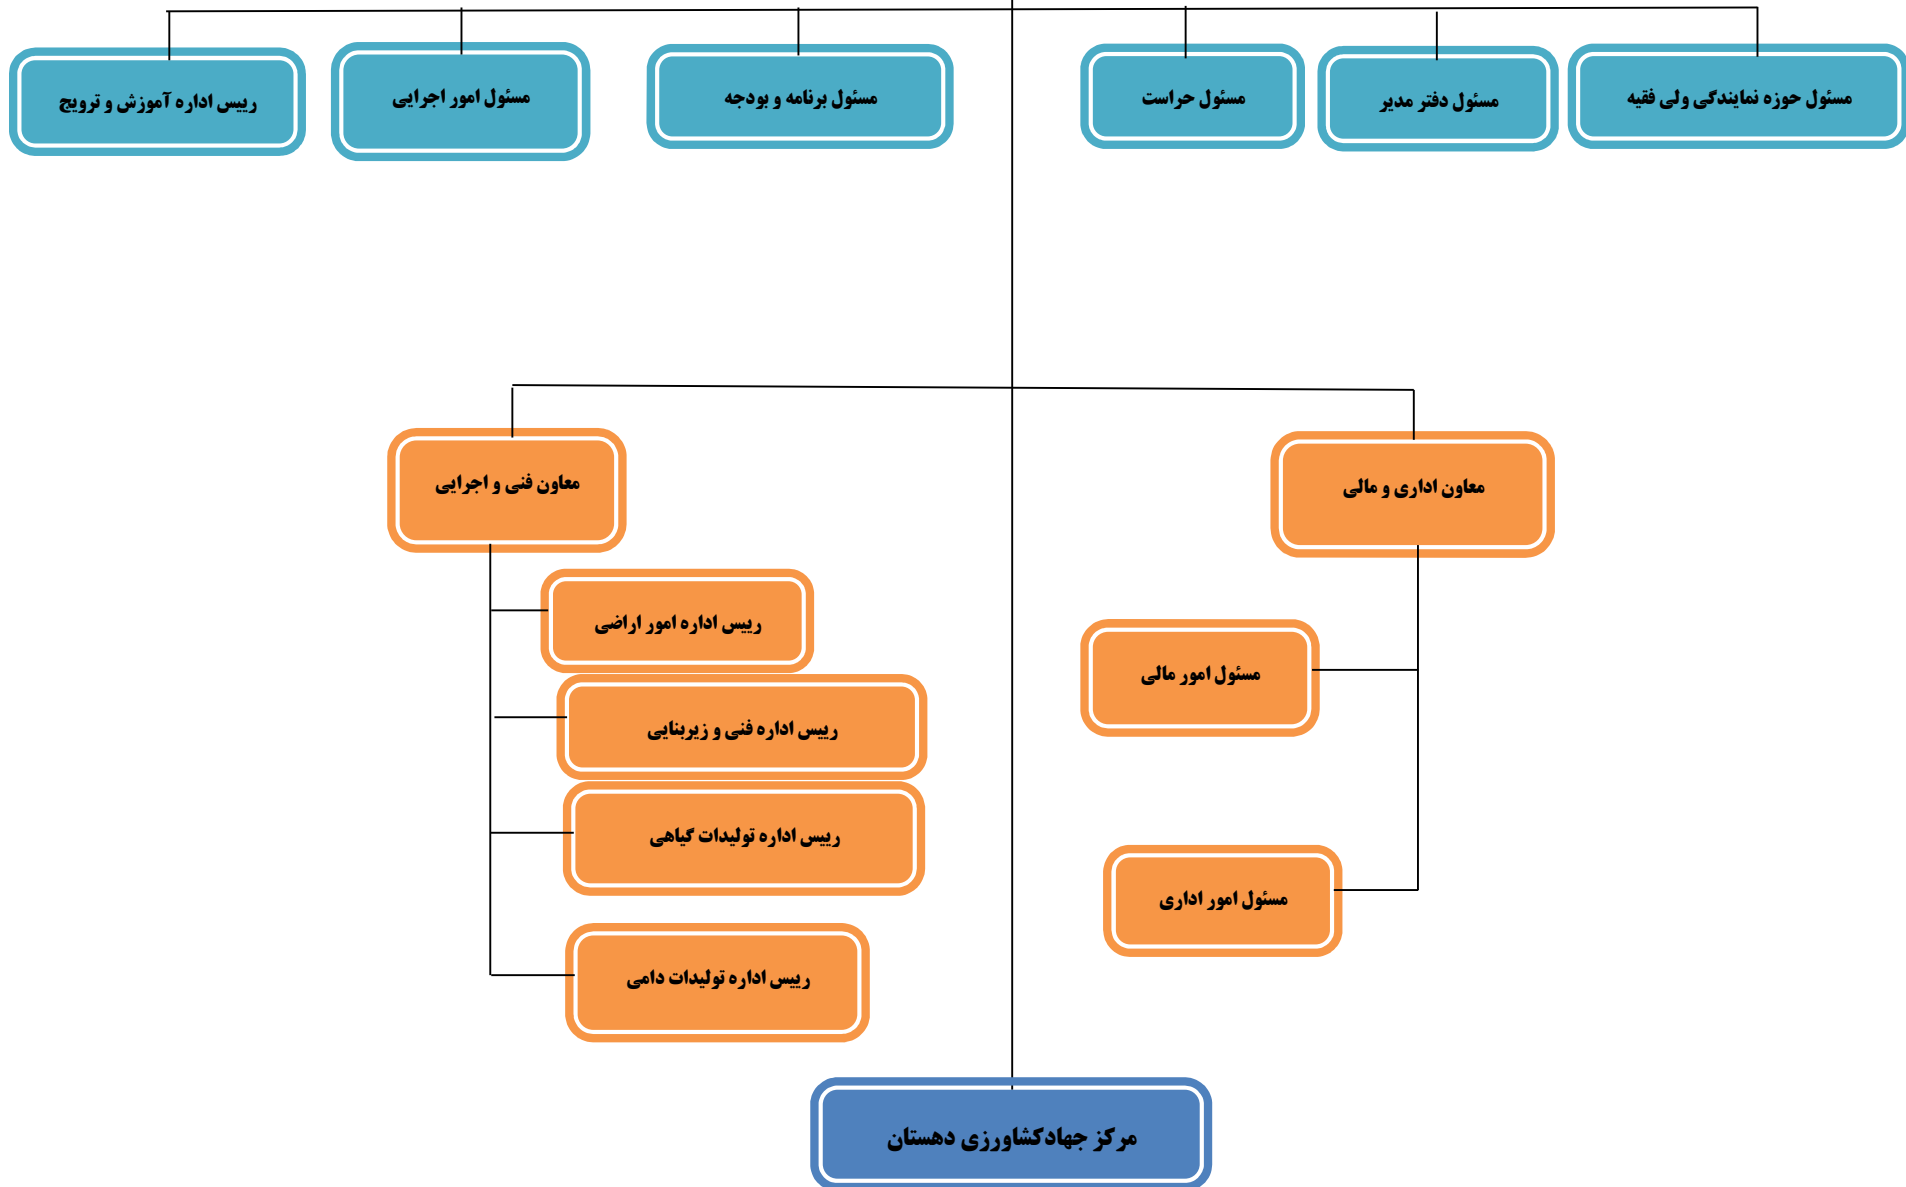 مسئول حوزه نمایندگی ولی فقیه
مسئول دفتر مدیر
مسئول حراست
مسئول برنامه و بودجه
مسئول امور اجرایی
رییس اداره آموزش و ترویج
معاون اداری و مالی
معاون فنی و اجرایی
مسئول امور مالی
مسئول امور اداری
رییس اداره امور اراضی
رییس اداره فنی و زیربنایی
رییس اداره تولیدات گیاهی
رییس اداره تولیدات دامی
مرکز جهادکشاورزی دهستان